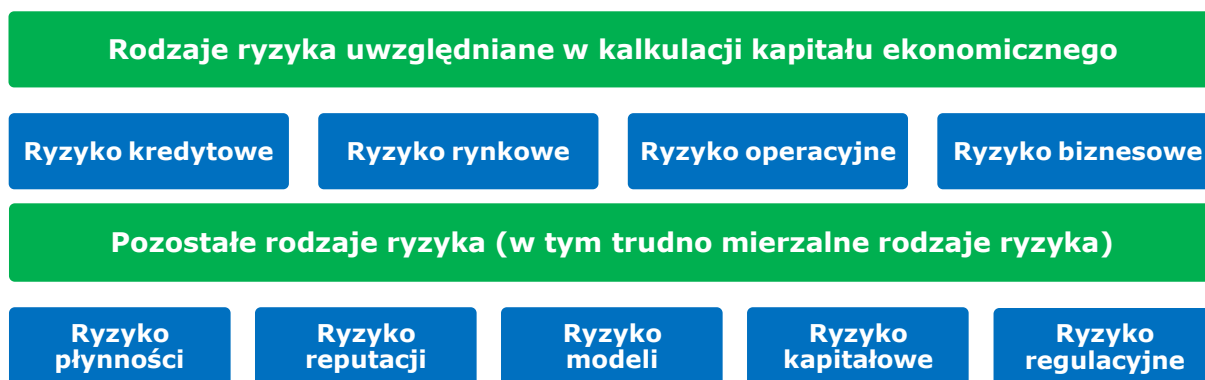 Rodzaje ryzyka uwzględniane w kalkulacji kapitału ekonomicznego
Ryzyko kredytowe
Ryzyko rynkowe
Ryzyko operacyjne
Ryzyko biznesowe
Pozostałe rodzaje ryzyka (w tym trudno mierzalne rodzaje ryzyka)
Ryzyko
płynności
Ryzyko
reputacji
Ryzyko
modeli
Ryzyko
kapitałowe
Ryzyko
regulacyjne